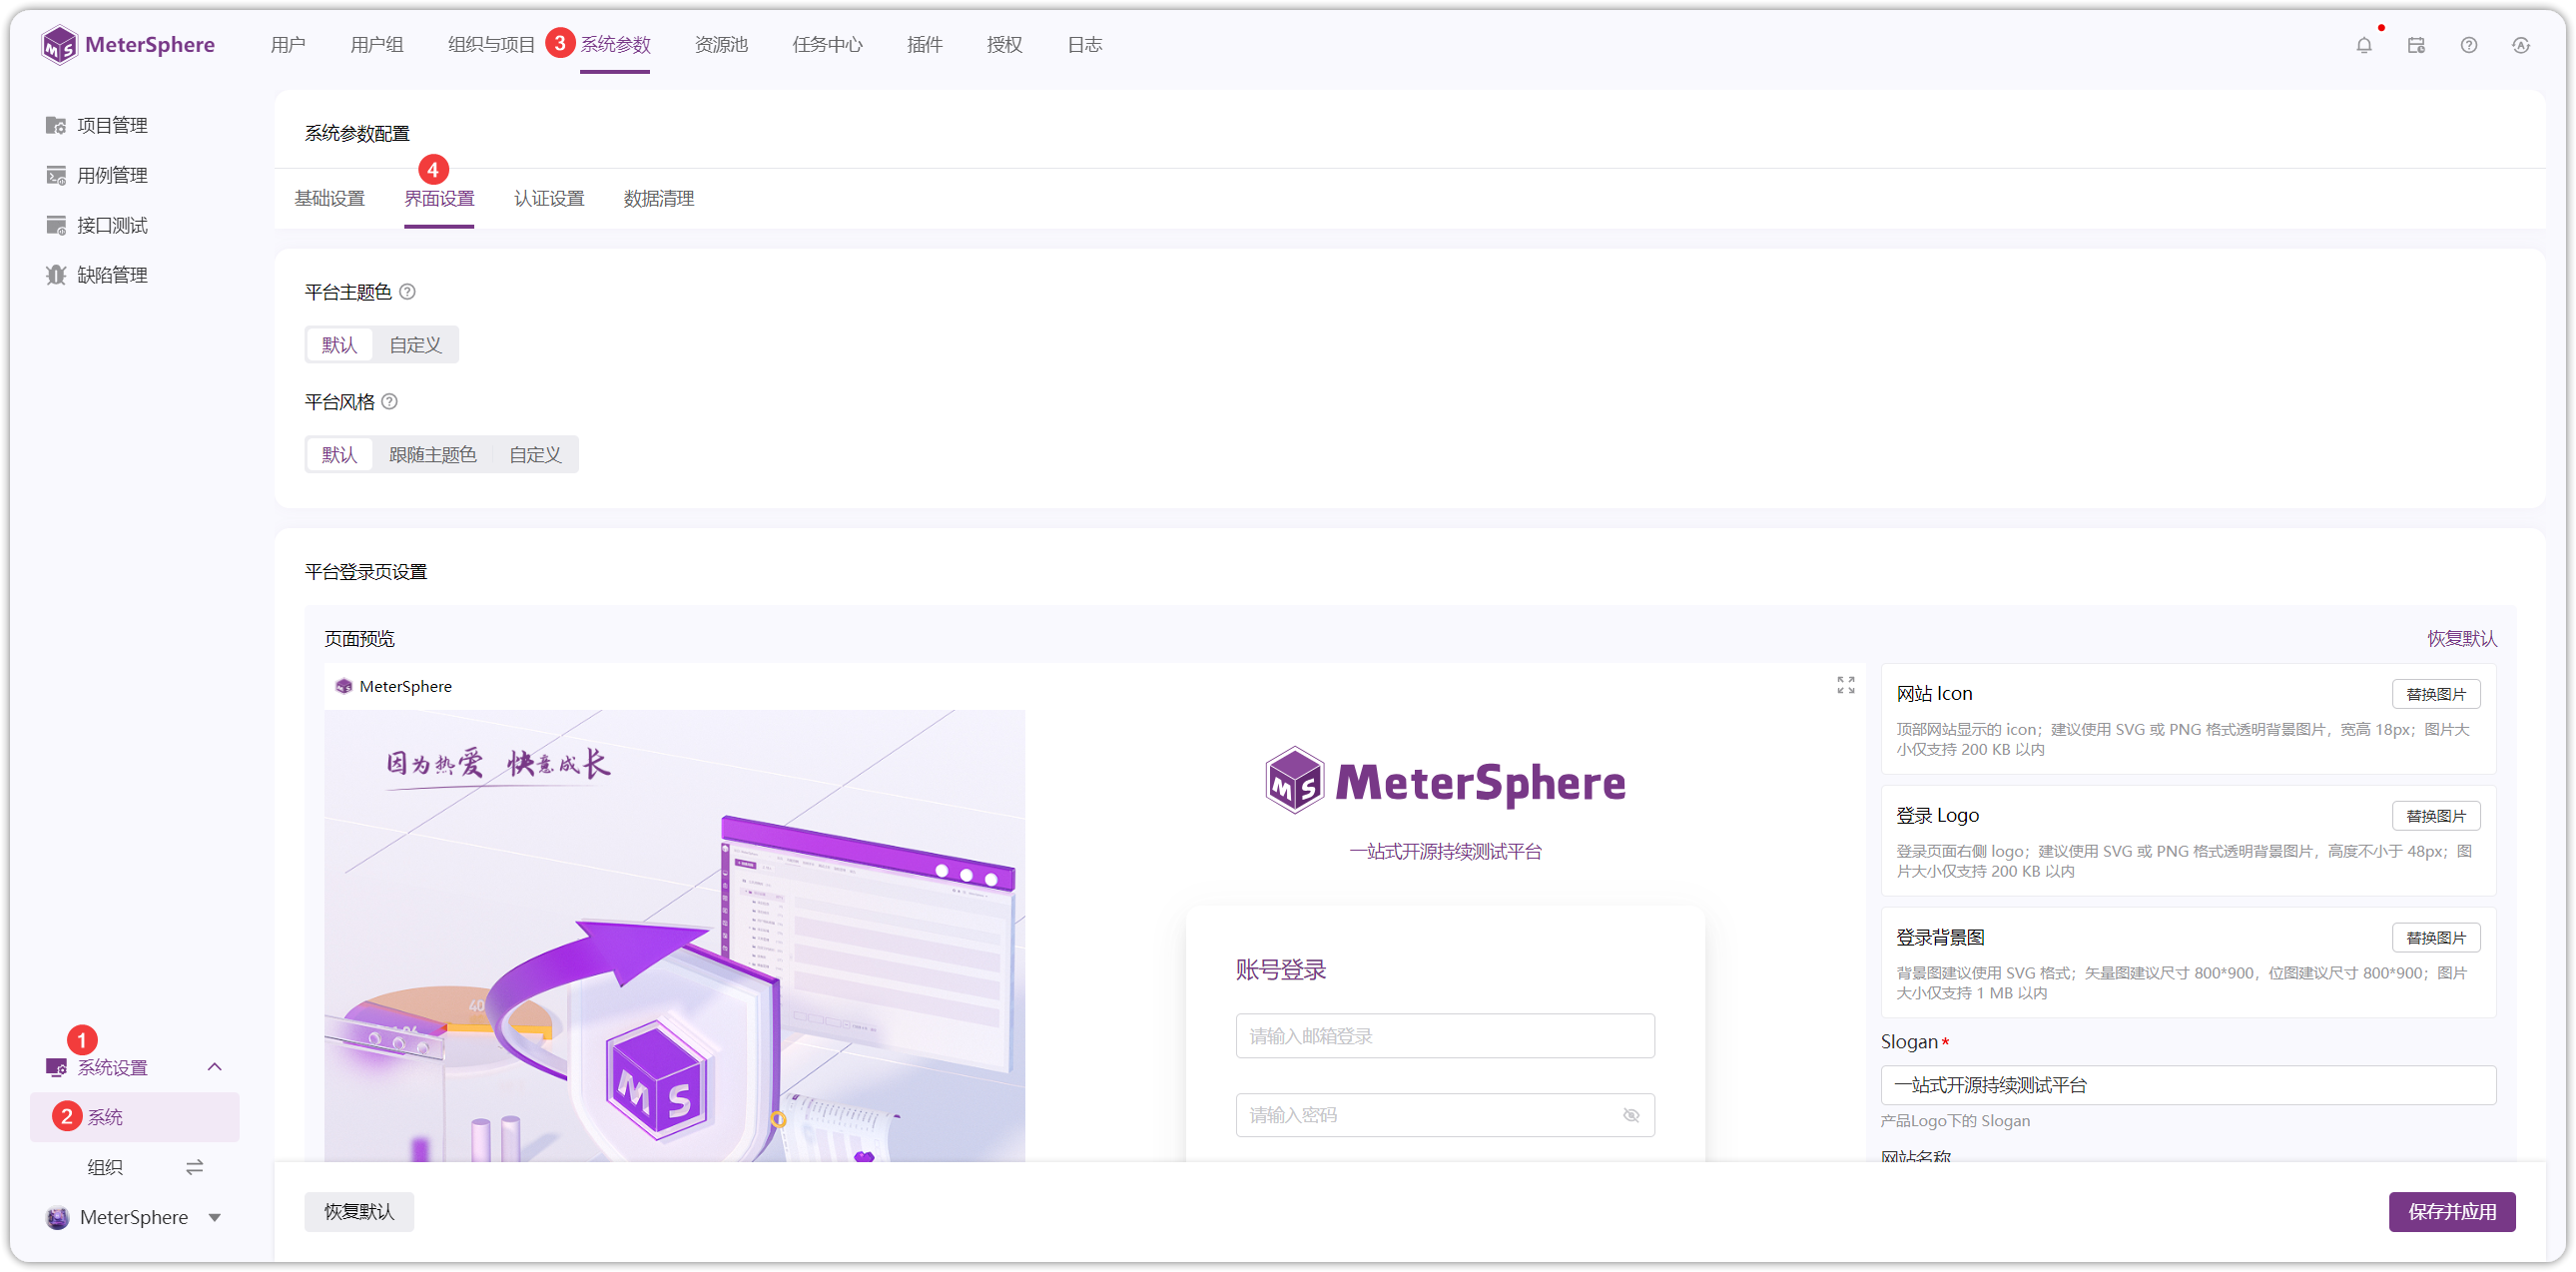 MeterSphere
用户
用户组
组织与项目
3
系统参数
资源池
任务中心
插件
授权
日志
项目管理
用例管理
接口测试
缺陷管理
系统参数配置
4
基础设置
界面设置
认证设置
数据清理
平台主题色
默认
自定义
平台风格
默认
跟随主题色
自定义
平台登录页设置
页面预览
恢复默认
MeterSphere
因为热爱 快意成长
40
MS
MeterSphere
一站式开源持续测试平台
账号登录
请输入邮箱登录
请输入密码
网站 Icon
替换图片
顶部网站显示的 icon；建议使用 SVG 或 PNG 格式透明背景图片，宽高 18px；图片大
小仅支持 200 KB 以内
登录 Logo
替换图片
登录页面右侧 logo；建议使用 SVG 或 PNG 格式透明背景图片，高度不小于 48px；图
片大小仅支持 200 KB 以内
登录背景图
替换图片
背景图建议使用 SVG 格式；矢量图建议尺寸 800*900，位图建议尺寸 800*900；图片
大小仅支持 1 MB 以内
Slogan*
一站式开源持续测试平台
产品Logo下的 Slogan
网站名称
1
系统设置
2
系统
组织
MeterSphere
恢复默认
保存并应用